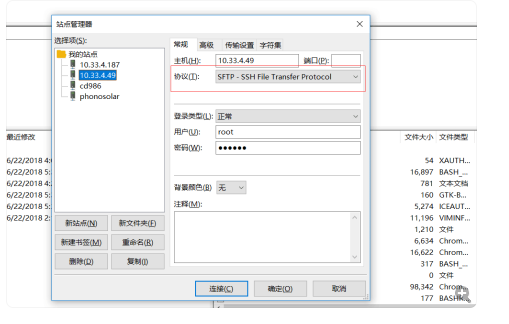 站点管理器
选择项(S):
我的站点
10.33.4.187
10.33.4.49
cd986
phonosolar
新站点(N) 新文件夹(F)
新建书签(M) 重命名(R)
删除(D) 复制(I)
常规 高级 传输设置 字符集
主机(H): 10.33.4.49 端口(P):
协议(T): SFTP - SSH File Transfer Protocol
登录类型(L): 正常
用户(U): root
密码(W): ●●●●●●
背景颜色(B) 无
注释(M):
连接(C) 确定(O) 取消
最近修改
6/22/2018 4:
6/22/2018 5:
6/22/2018 4:
6/22/2018 5:
6/22/2018 5:
6/22/2018 2:
文件大小 文件类型
54 XAUTH...
16,897 BASH_...
781 文本文档
160 GTK-B...
5,274 ICEAUT...
11,196 VIMINF...
1,210 文件
6,634 Chrom...
16,622 Chrom...
317 BASH_...
0 文件
98,342 Chrom...
177